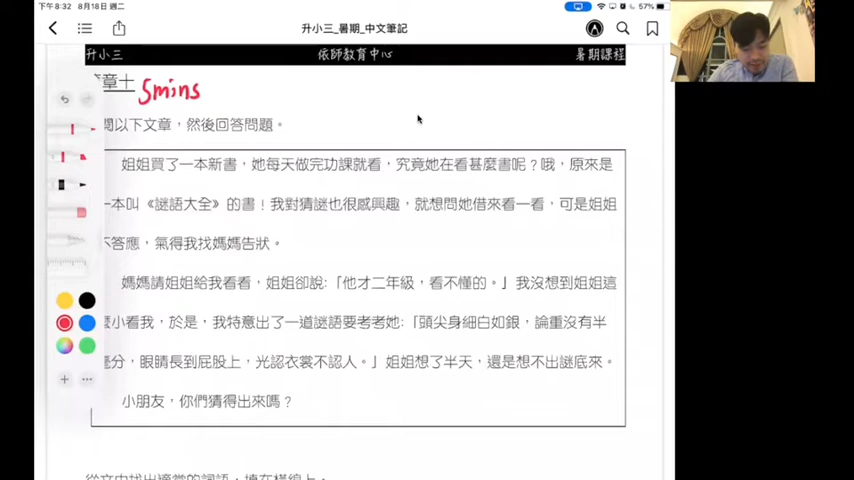 下午 8:32 8月18日 週二
57%
升小三_暑期_中文筆記
升小三 依師教育中心 暑期課程
章十 5mins
閱以下文章，然後回答問題。
姐姐買了一本新書，她每天做完功課就看，究竟她在看甚麼書呢？哦，原來是
一本叫《謎語大全》的書！我對猜謎也很感興趣，就想問她借來看一看，可是姐姐
不答應，氣得我找媽媽告狀。
媽媽請姐姐給我看看，姐姐卻說:「他才二年級，看不懂的。」我沒想到姐姐這
麼小看我，於是，我特意出了一道謎語要考考她:「頭尖身細白如銀，論重沒有半
毫分，眼睛長到屁股上，光認衣裳不認人。」姐姐想了半天，還是想不出謎底來。
小朋友，你們猜得出來嗎？
從文中找出適當的詞語，填在橫線上。